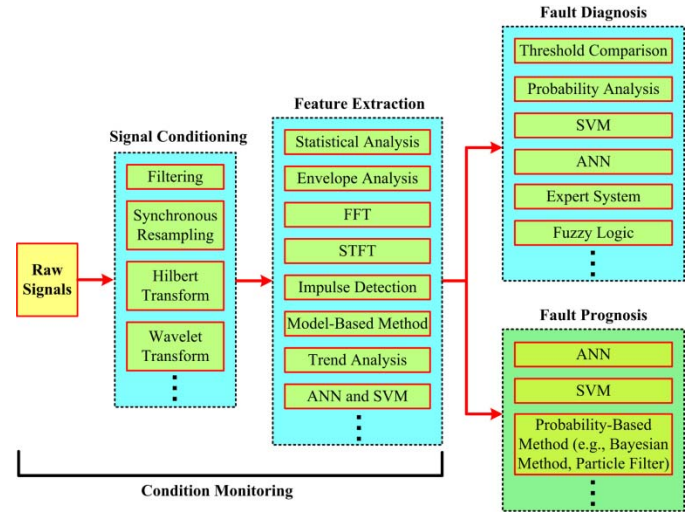 Raw
Signals
Signal Conditioning
Filtering
Synchronous
Resampling
Hilbert
Transform
Wavelet
Transform
Feature Extraction
Statistical Analysis
Envelope Analysis
FFT
STFT
Impulse Detection
Model-Based Method
Trend Analysis
ANN and SVM
Condition Monitoring
Fault Diagnosis
Threshold Comparison
Probability Analysis
SVM
ANN
Expert System
Fuzzy Logic
Fault Prognosis
ANN
SVM
Probability-Based
Method (e.g., Bayesian
Method, Particle Filter)